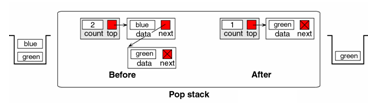 2 blue 1 green
count top data next count top data next
blue green
green data next green
Before After
Pop stack